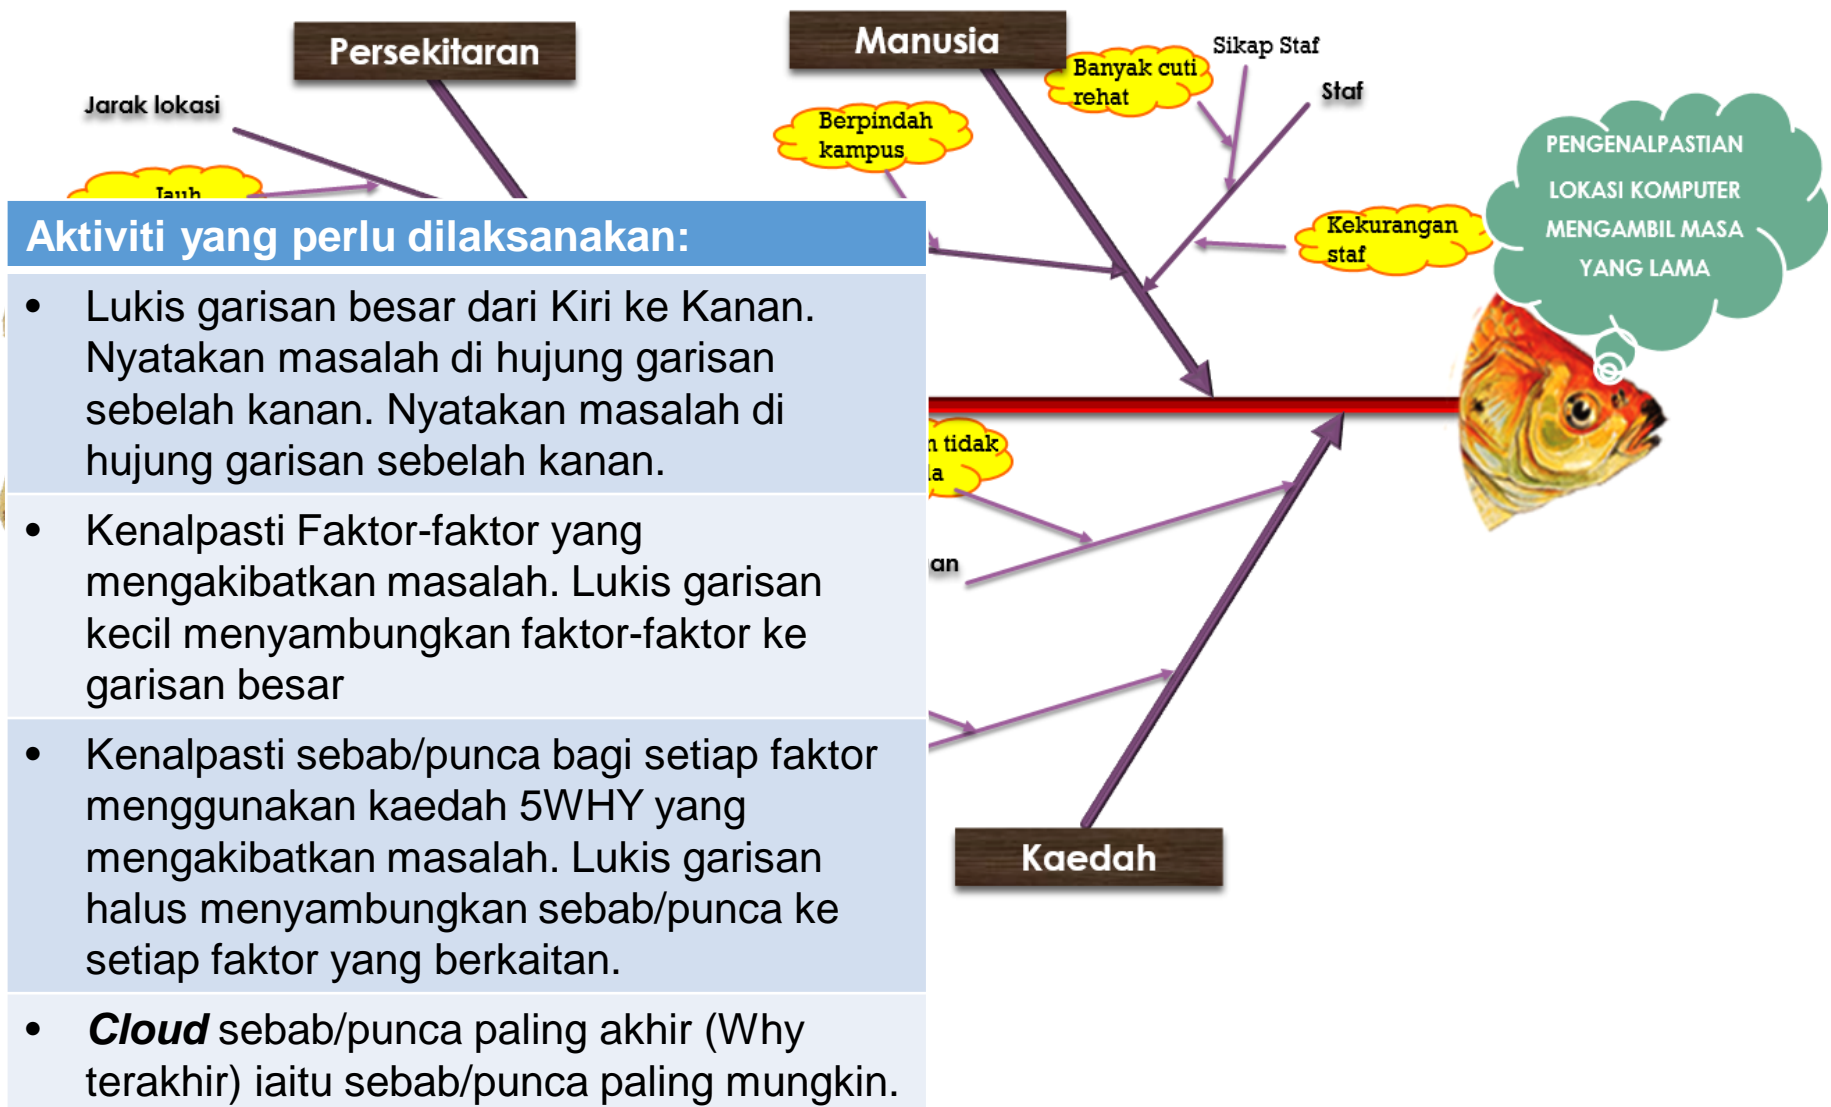 Persekitaran
Manusia
Jarak lokasi
Jauh
Berpindah
kampus
Banyak cuti
rehat
Sikap Staf
Staf
Kekurangan
staf
PENGENALPASTIAN
LOKASI KOMPUTER
MENGAMBIL MASA
YANG LAMA
Aktiviti yang perlu dilaksanakan:
• Lukis garisan besar dari Kiri ke Kanan.
Nyatakan masalah di hujung garisan
sebelah kanan. Nyatakan masalah di
hujung garisan sebelah kanan.
• Kenalpasti Faktor-faktor yang
mengakibatkan masalah. Lukis garisan
kecil menyambungkan faktor-faktor ke
garisan besar
• Kenalpasti sebab/punca bagi setiap faktor
menggunakan kaedah 5WHY yang
mengakibatkan masalah. Lukis garisan
halus menyambungkan sebab/punca ke
setiap faktor yang berkaitan.
• Cloud sebab/punca paling akhir (Why
terakhir) iaitu sebab/punca paling mungkin.
tidak
Kaedah